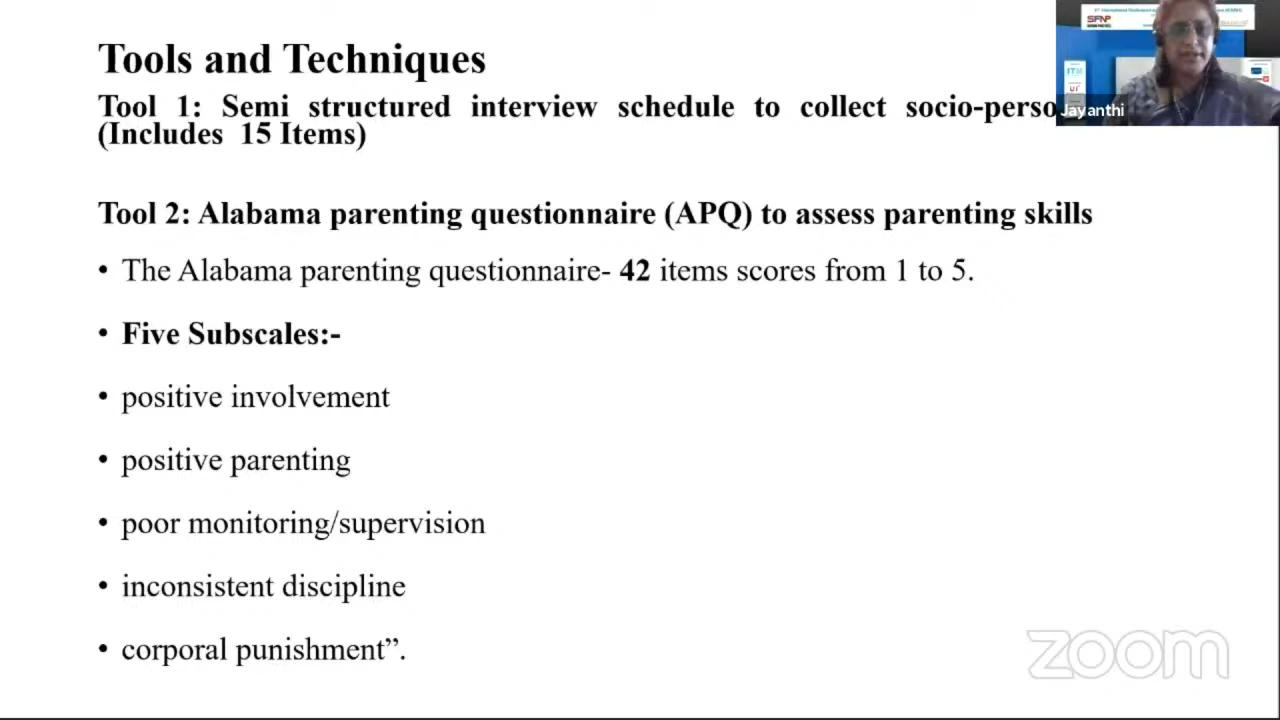 Tools and Techniques
Tool 1: Semi structured interview schedule to collect socio-perso
(Includes 15 Items)
Tool 2: Alabama parenting questionnaire (APQ) to assess parenting skills
• The Alabama parenting questionnaire- 42 items scores from 1 to 5.
• Five Subscales:-
• positive involvement
• positive parenting
• poor monitoring/supervision
• inconsistent discipline
• corporal punishment”.
SFNP
ITM
Jayanthi
zoom